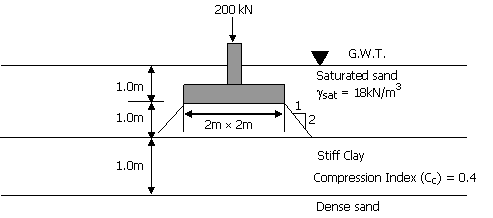 200 kN
G.W.T.
Saturated sand
γsat = 18kN/m³
1.0m
1.0m
2m × 2m
1
2
1.0m
Stiff Clay
Compression Index (Cc) = 0.4
Dense sand